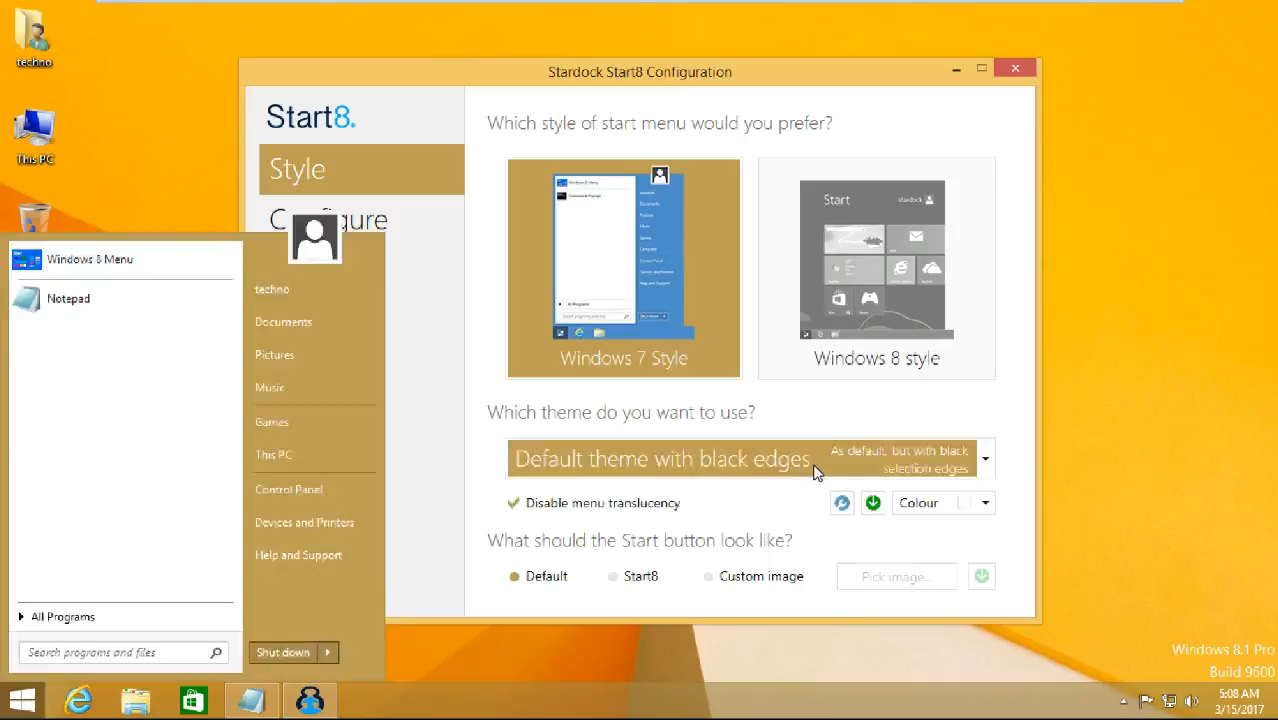 techno
This PC
Stardock Start8 Configuration
Start8.
Style
Configure
Which style of start menu would you prefer?
Windows 7 Style
Start
stardock
Windows 8 style
Which theme do you want to use?
Default theme with black edges
As default, but with black
selection edges
Disable menu translucency
Colour
What should the Start button look like?
Default
Start8
Custom image
Pick image...
Windows 8 Menu
Notepad
All Programs
Search programs and files
techno
Documents
Pictures
Music
Games
This PC
Control Panel
Devices and Printers
Help and Support
Shut down
Windows 8.1 Pro
Build 9600
5:08 AM
3/15/2017